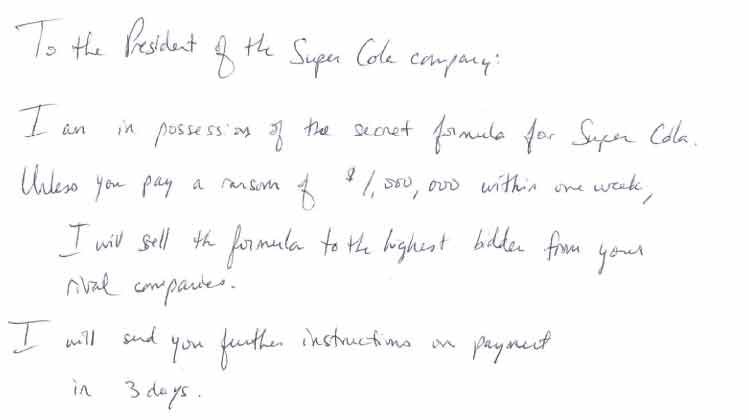 To the President of the Super Cola company:
I am in possession of the secret formula for Super Cola.
Unless you pay a ransom of $1,000,000 within one week,
I will sell the formula to the highest bidder from your
rival companies.
I will send you further instructions on payment
in 3 days.